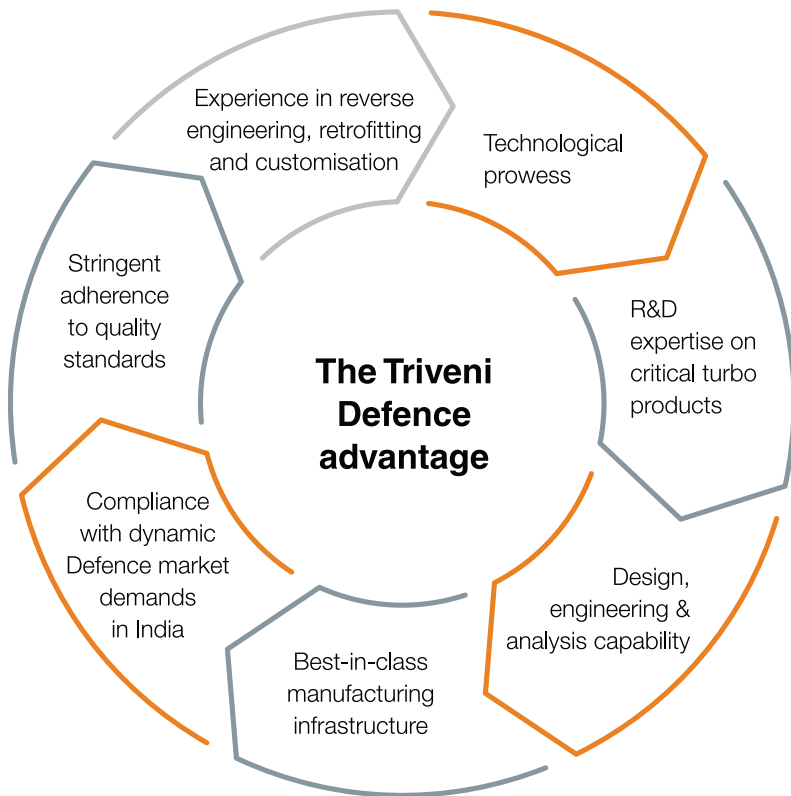 The Triveni
Defence
advantage
Technological
prowess
R&D
expertise on
critical turbo
products
Design,
engineering &
analysis capability
Best-in-class
manufacturing
infrastructure
Compliance
with dynamic
Defence market
demands
in India
Stringent
adherence
to quality
standards
Experience in reverse
engineering, retrofitting
and customisation